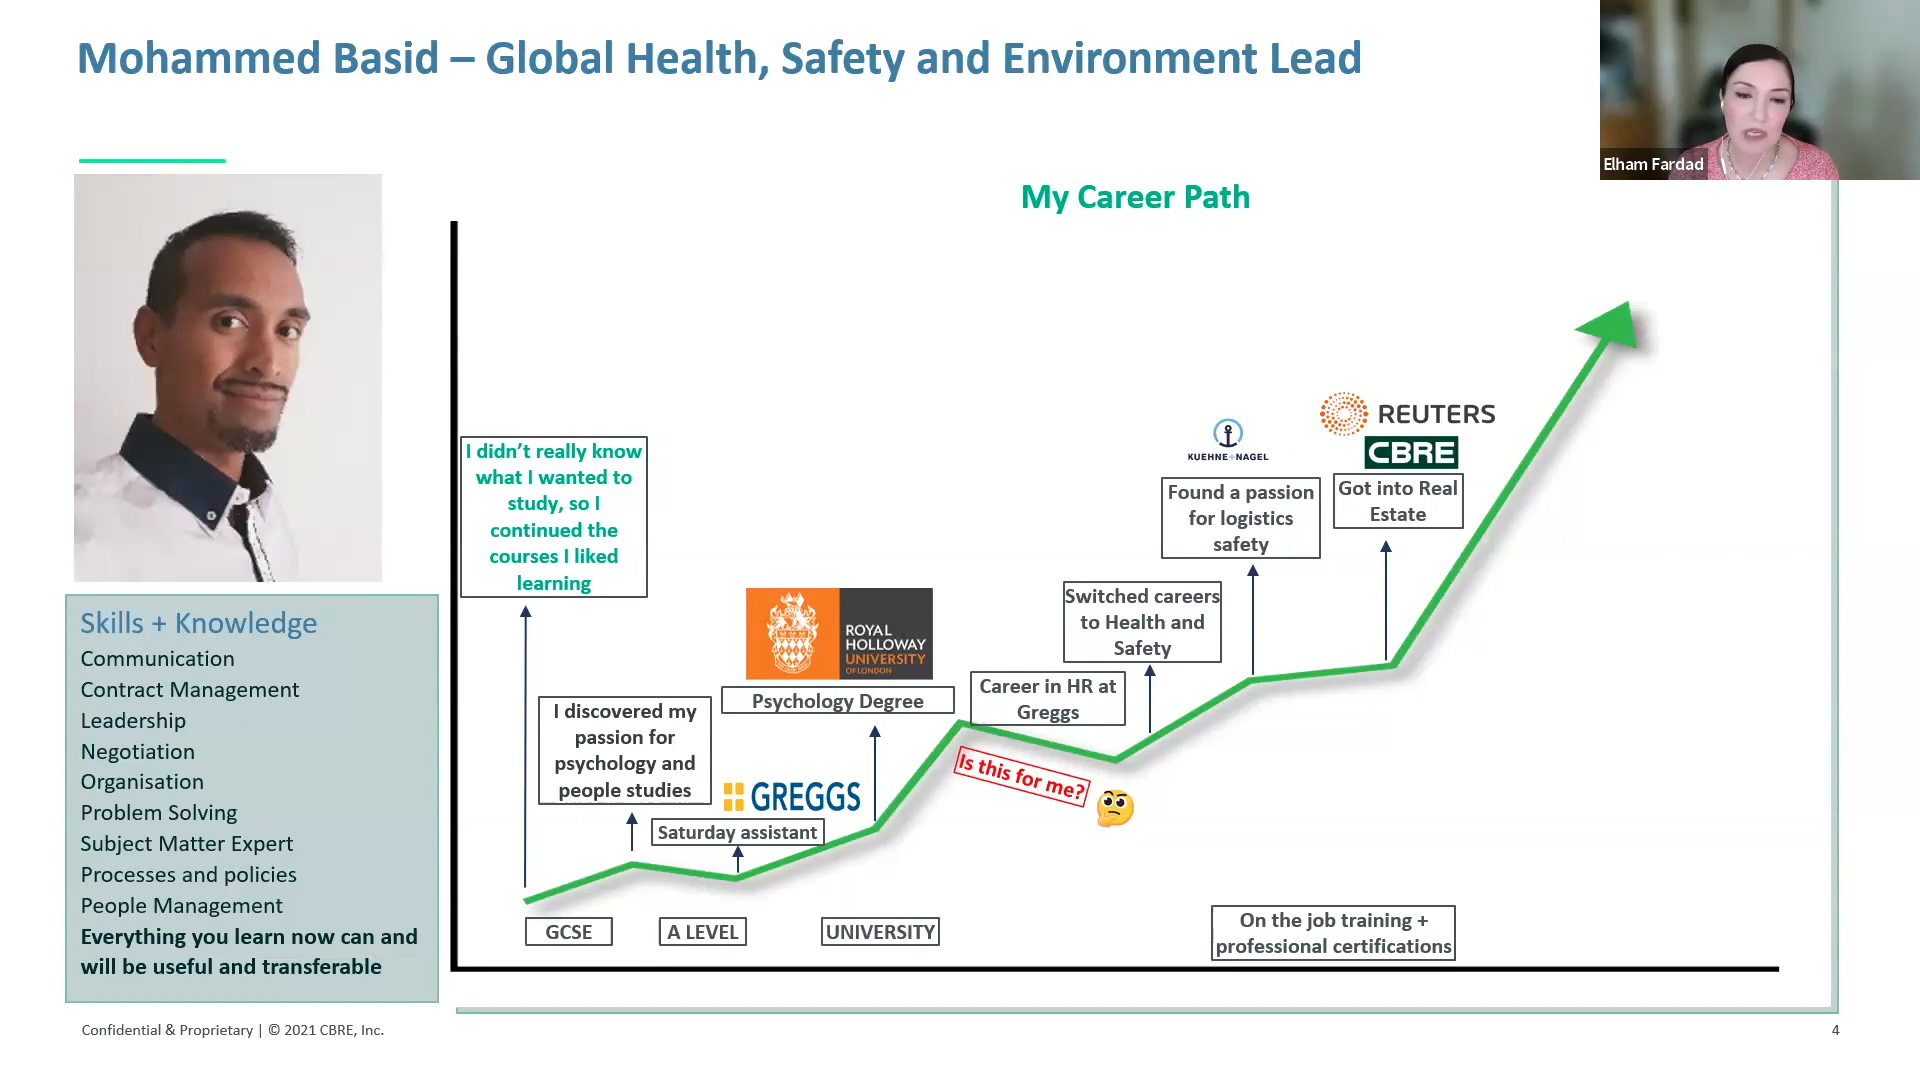 Mohammed Basid – Global Health, Safety and Environment Lead
Elham Fardad
My Career Path
I didn’t really know
what I wanted to
study, so I
continued the
courses I liked
learning
I discovered my
passion for
psychology and
people studies
GREGGS
Saturday assistant
ROYAL
HOLLOWAY
UNIVERSITY
OF LONDON
Psychology Degree
Career in HR at
Greggs
Is this for me?
Switched careers
to Health and
Safety
KUEHNE+NAGEL
Found a passion
for logistics
safety
REUTERS
CBRE
Got into Real
Estate
GCSE
A LEVEL
UNIVERSITY
On the job training +
professional certifications
Skills + Knowledge
Communication
Contract Management
Leadership
Negotiation
Organisation
Problem Solving
Subject Matter Expert
Processes and policies
People Management
Everything you learn now can and
will be useful and transferable
Confidential & Proprietary | © 2021 CBRE, Inc.
4